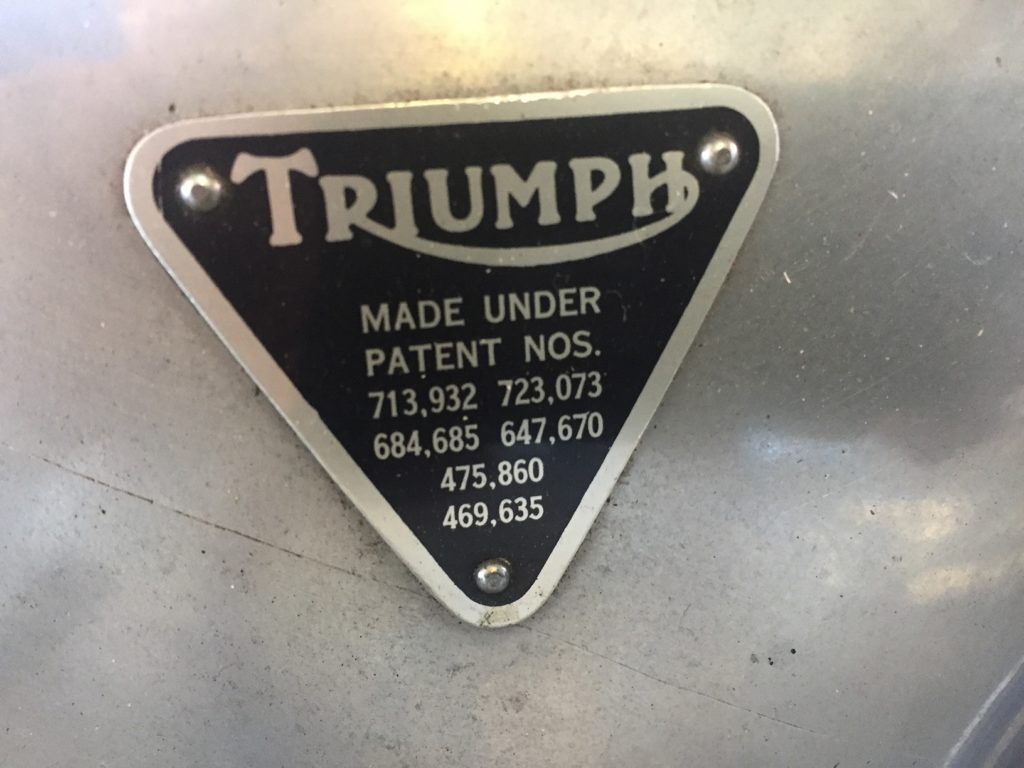 TRIUMPH
MADE UNDER
PATENT NOS.
713,932 723,073
684,685 647,670
475,860
469,635